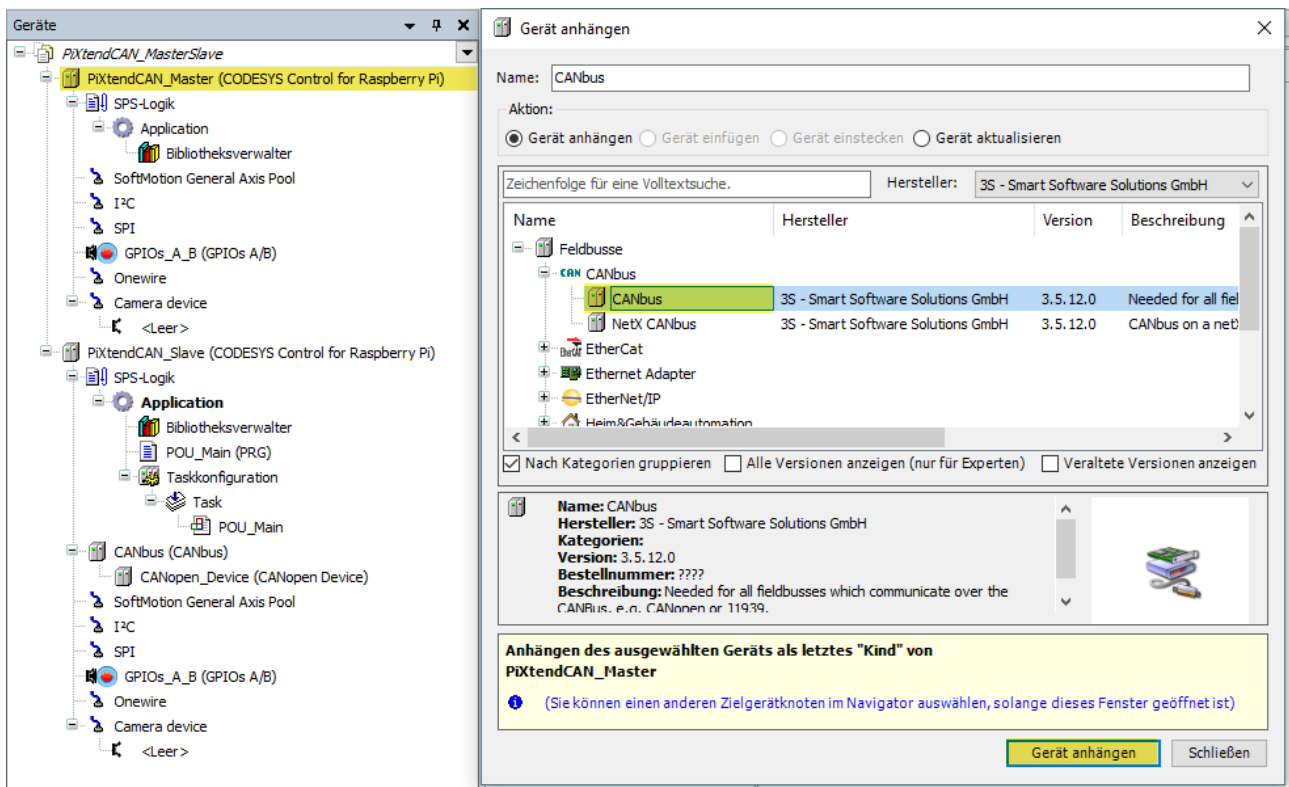 Geräte
PiXtendCAN_MasterSlave
PiXtendCAN_Master (CODESYS Control for Raspberry Pi)
SPS-Logik
Application
Bibliotheksverwalter
SoftMotion General Axis Pool
I²C
SPI
GPIOs_A_B (GPIOs A/B)
Onewire
Camera device
<Leer>
PiXtendCAN_Slave (CODESYS Control for Raspberry Pi)
SPS-Logik
Application
Bibliotheksverwalter
POU_Main (PRG)
Taskkonfiguration
Task
POU_Main
CANbus (CANbus)
CANopen_Device (CANopen Device)
SoftMotion General Axis Pool
I²C
SPI
GPIOs_A_B (GPIOs A/B)
Onewire
Camera device
<Leer>
Gerät anhängen
Name: CANbus
Aktion:
Gerät anhängen Gerät einfügen Gerät einstecken Gerät aktualisieren
Zeichenfolge für eine Volltextsuche. Hersteller: 3S - Smart Software Solutions GmbH
Name Hersteller Version Beschreibung
Feldbusse
CAN CANbus
CANbus 3S - Smart Software Solutions GmbH 3.5.12.0 Needed for all fiel
NetX CANbus 3S - Smart Software Solutions GmbH 3.5.12.0 CANbus on a net
EtherCat
Ethernet Adapter
EtherNet/IP
Heim&Gebäudeautomation
Nach Kategorien gruppieren Alle Versionen anzeigen (nur für Experten) Veraltete Versionen anzeigen
Name: CANbus
Hersteller: 3S - Smart Software Solutions GmbH
Kategorien:
Version: 3.5.12.0
Bestellnummer: ????
Beschreibung: Needed for all fieldbusses which communicate over the
CANBus, e.g. CANopen or J1939.
Anhängen des ausgewählten Geräts als letztes "Kind" von
PiXtendCAN_Master
(Sie können einen anderen Zielgerätknoten im Navigator auswählen, solange dieses Fenster geöffnet ist)
Gerät anhängen Schließen